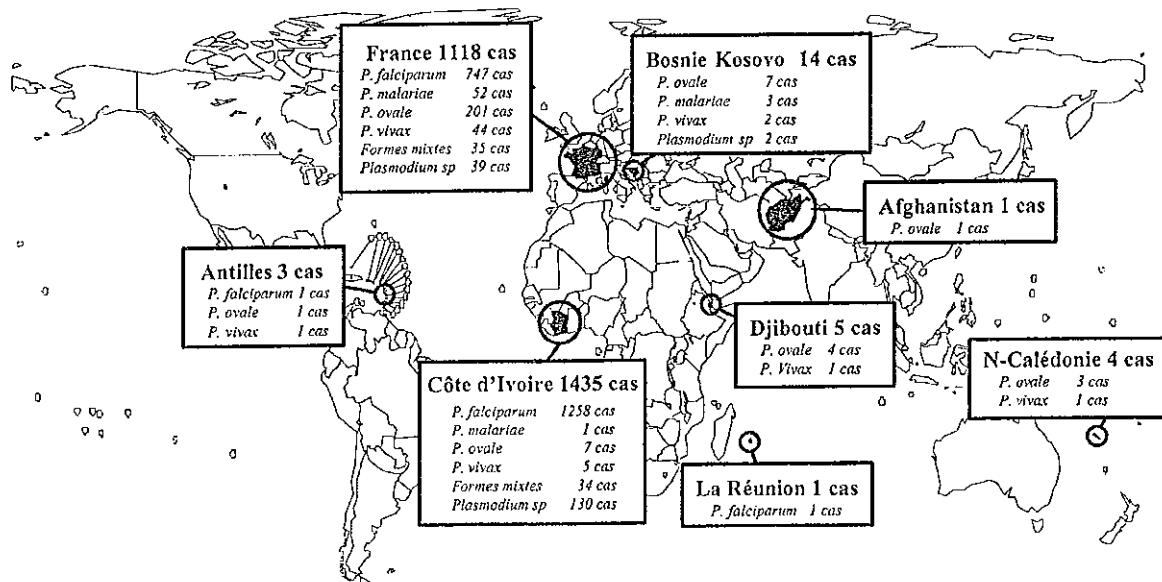 France 1118 cas
P. falciparum 747 cas
P. malariae 52 cas
P. ovale 201 cas
P. vivax 44 cas
Formes mixtes 35 cas
Plasmodium sp 39 cas
Bosnie Kosovo 14 cas
P. ovale 7 cas
P. malariae 3 cas
P. vivax 2 cas
Plasmodium sp 2 cas
Afghanistan 1 cas
P. ovale 1 cas
Antilles 3 cas
P. falciparum 1 cas
P. ovale 1 cas
P. vivax 1 cas
Djibouti 5 cas
P. ovale 4 cas
P. Vivax 1 cas
N-Calédonie 4 cas
P. ovale 3 cas
P. vivax 1 cas
Côte d'Ivoire 1435 cas
P. falciparum 1258 cas
P. malariae 1 cas
P. ovale 7 cas
P. vivax 5 cas
Formes mixtes 34 cas
Plasmodium sp 130 cas
La Réunion 1 cas
P. falciparum 1 cas